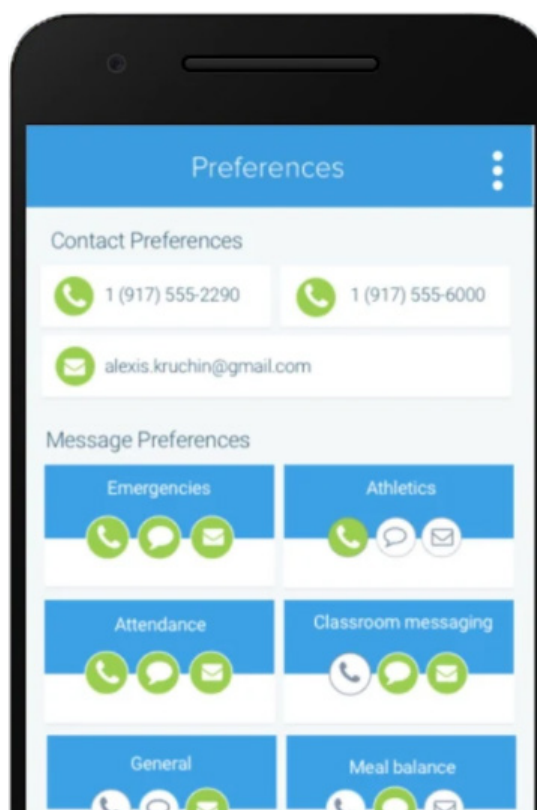 Preferences
Contact Preferences
1 (917) 555-2290
1 (917) 555-6000
alexis.kruchin@gmail.com
Message Preferences
Emergencies
Athletics
Attendance
Classroom messaging
General
Meal balance